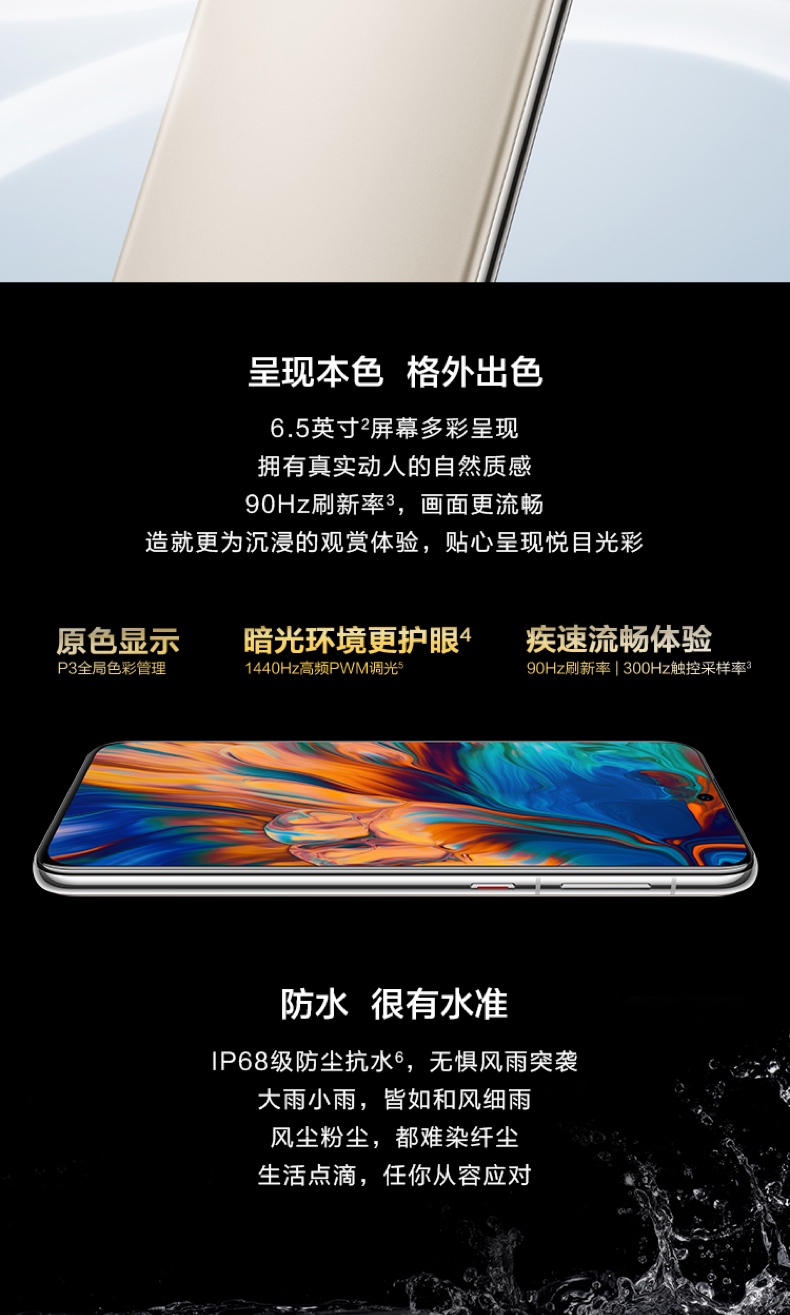 呈现本色 格外出色
6.5英寸²屏幕多彩呈现
拥有真实动人的自然质感
90Hz刷新率³，画面更流畅
造就更为沉浸的观赏体验，贴心呈现悦目光彩
原色显示 暗光环境更护眼⁴ 疾速流畅体验
P3全局色彩管理 1440Hz高频PWM调光⁵ 90Hz刷新率 | 300Hz触控采样率³
防水 很有水准
IP68级防尘抗水⁶，无惧风雨突袭
大雨小雨，皆如和风细雨
风尘粉尘，都难染纤尘
生活点滴，任你从容应对